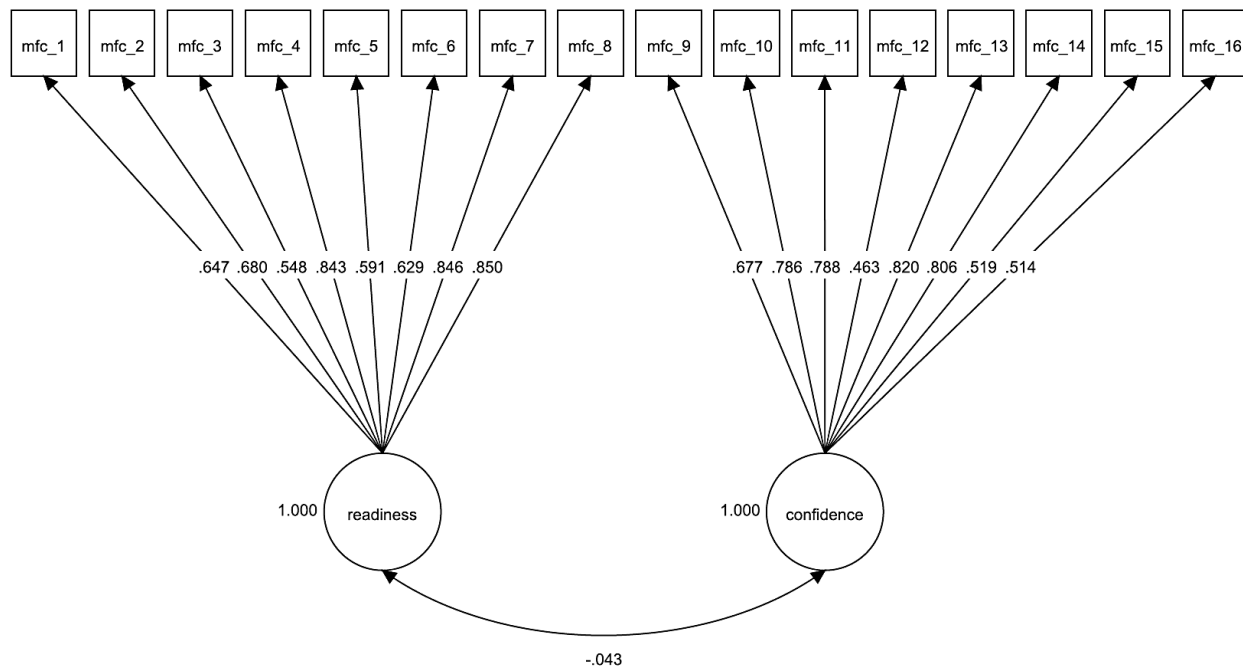 mfc_1 mfc_2 mfc_3 mfc_4 mfc_5 mfc_6 mfc_7 mfc_8 mfc_9 mfc_10 mfc_11 mfc_12 mfc_13 mfc_14 mfc_15 mfc_16
.647 .680 .548 .843 .591 .629 .846 .850 .677 .786 .788 .463 .820 .806 .519 .514
1.000 readiness 1.000 confidence
-.043